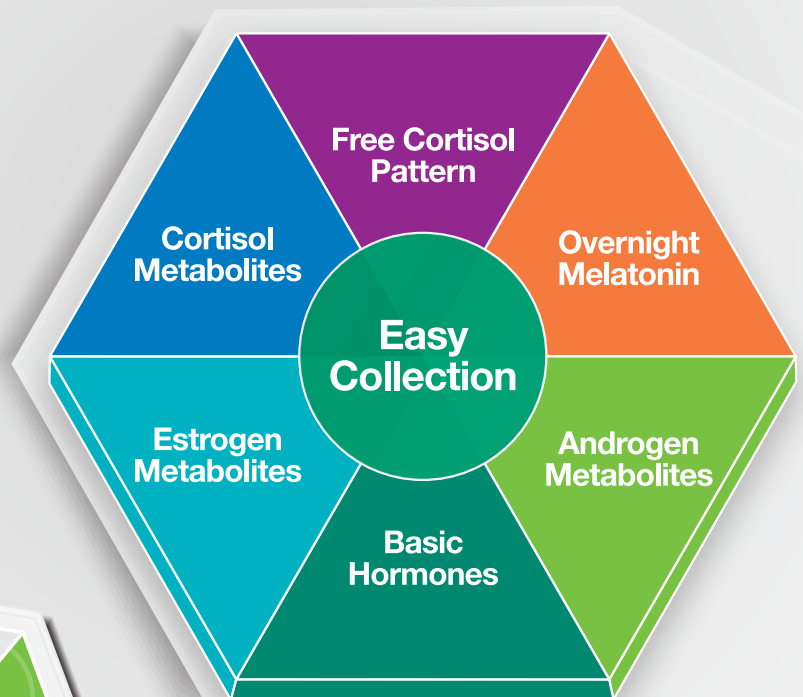 Free Cortisol
Pattern
Cortisol
Metabolites
Overnight
Melatonin
Easy
Collection
Estrogen
Metabolites
Androgen
Metabolites
Basic
Hormones